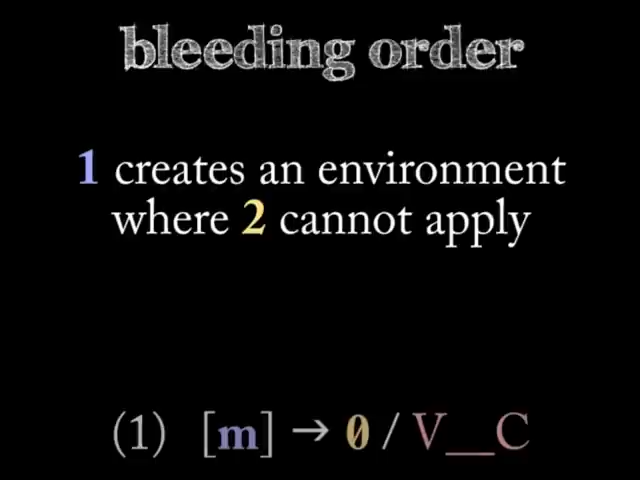 bleeding order
1 creates an environment
where 2 cannot apply
(1) [m] → 0 / V__C